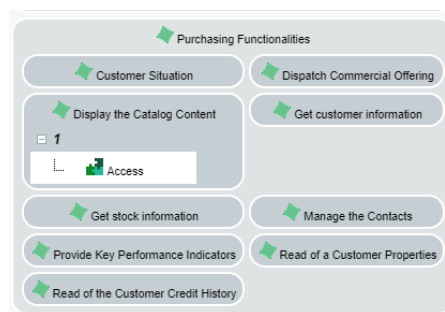 Purchasing Functionalities
Customer Situation
Dispatch Commercial Offering
Display the Catalog Content
Get customer information
1
Access
Get stock information
Manage the Contacts
Provide Key Performance Indicators
Read of a Customer Properties
Read of the Customer Credit History